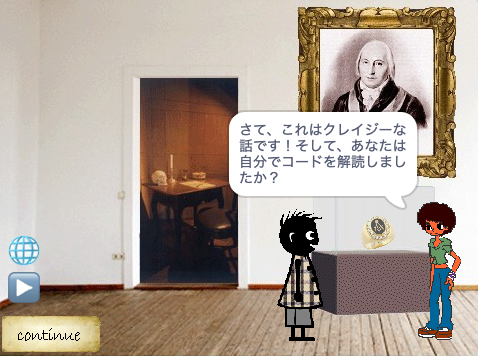 さて、これはクレイジーな
話です！そして、あなたは
自分でコードを解読しまし
たか？
continue